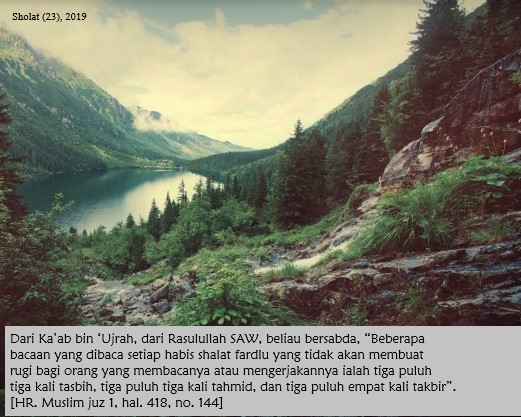 Sholat (23), 2019
Dari Ka'ab bin 'Ujrah, dari Rasulullah SAW, beliau bersabda, "Beberapa
bacaan yang dibaca setiap habis shalat fardlu yang tidak akan membuat
rugi bagi orang yang membacanya atau mengerjakannya ialah tiga puluh
tiga kali tasbih, tiga puluh tiga kali tahmid, dan tiga puluh empat kali takbir".
[HR. Muslim juz 1, hal. 418, no. 144]